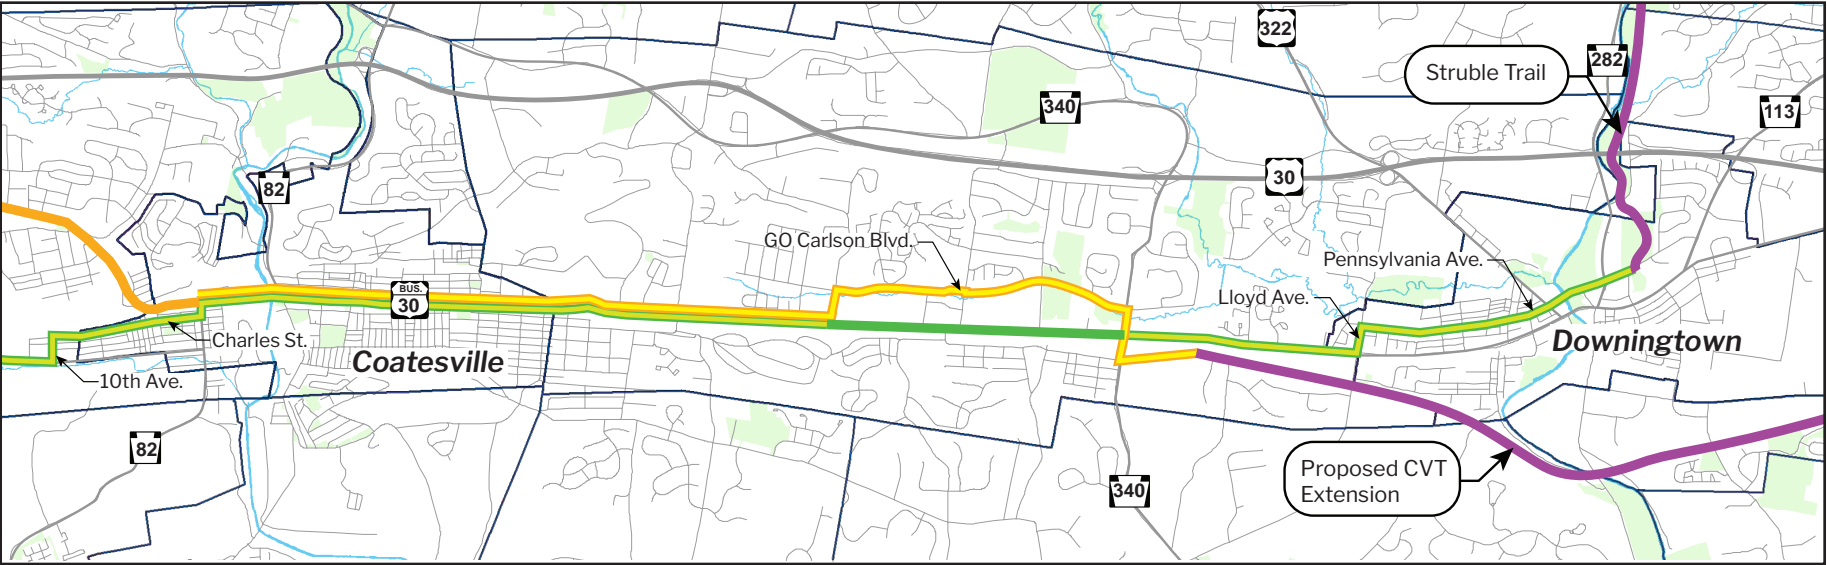 322
Struble Trail
282
340
113
30
82
GO Carlson Blvd.
Pennsylvania Ave.
BUS.
30
Lloyd Ave.
Charles St.
Coatesville
Downingtown
10th Ave.
82
Proposed CVT
Extension
340